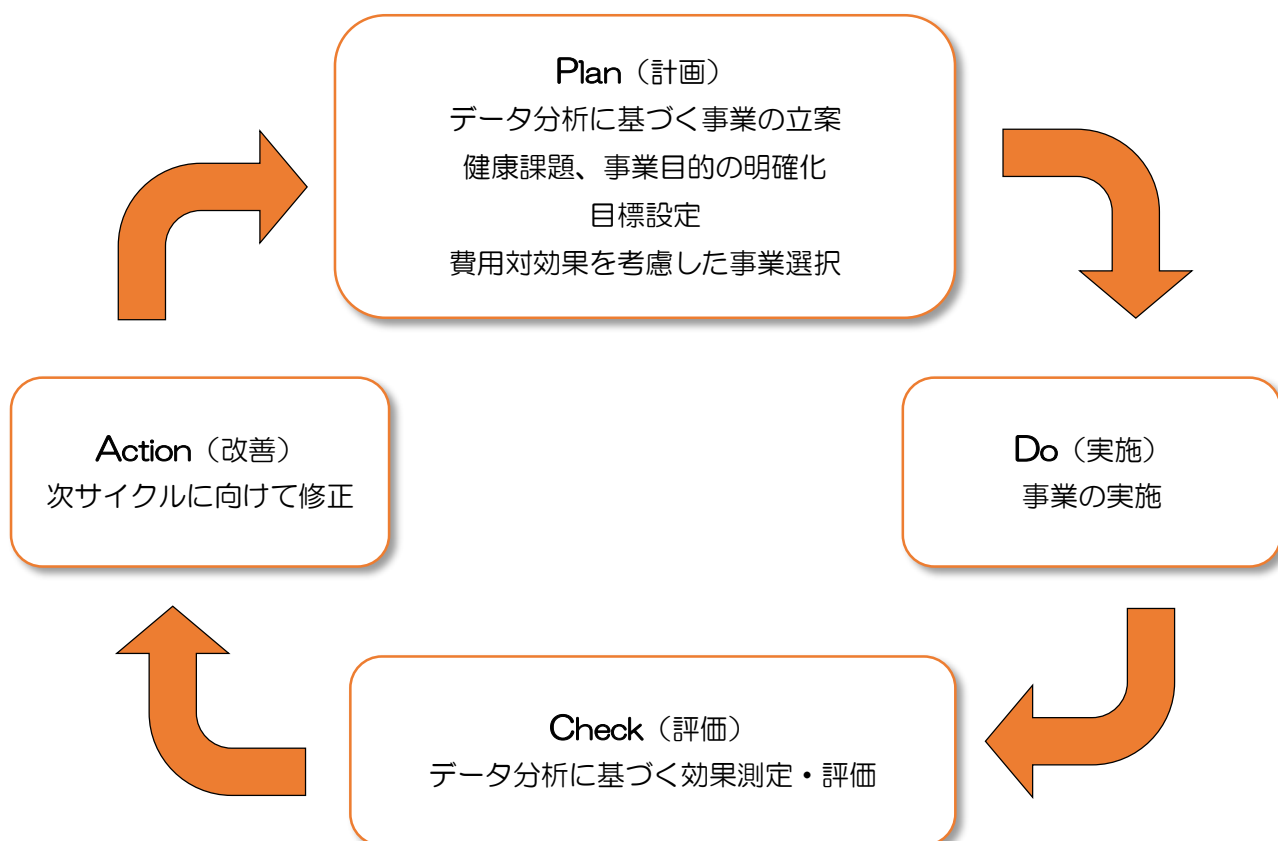 Plan（計画）
データ分析に基づく事業の立案
健康課題、事業目的の明確化
目標設定
費用対効果を考慮した事業選択
Action（改善）
次サイクルに向けて修正
Do（実施）
事業の実施
Check（評価）
データ分析に基づく効果測定・評価